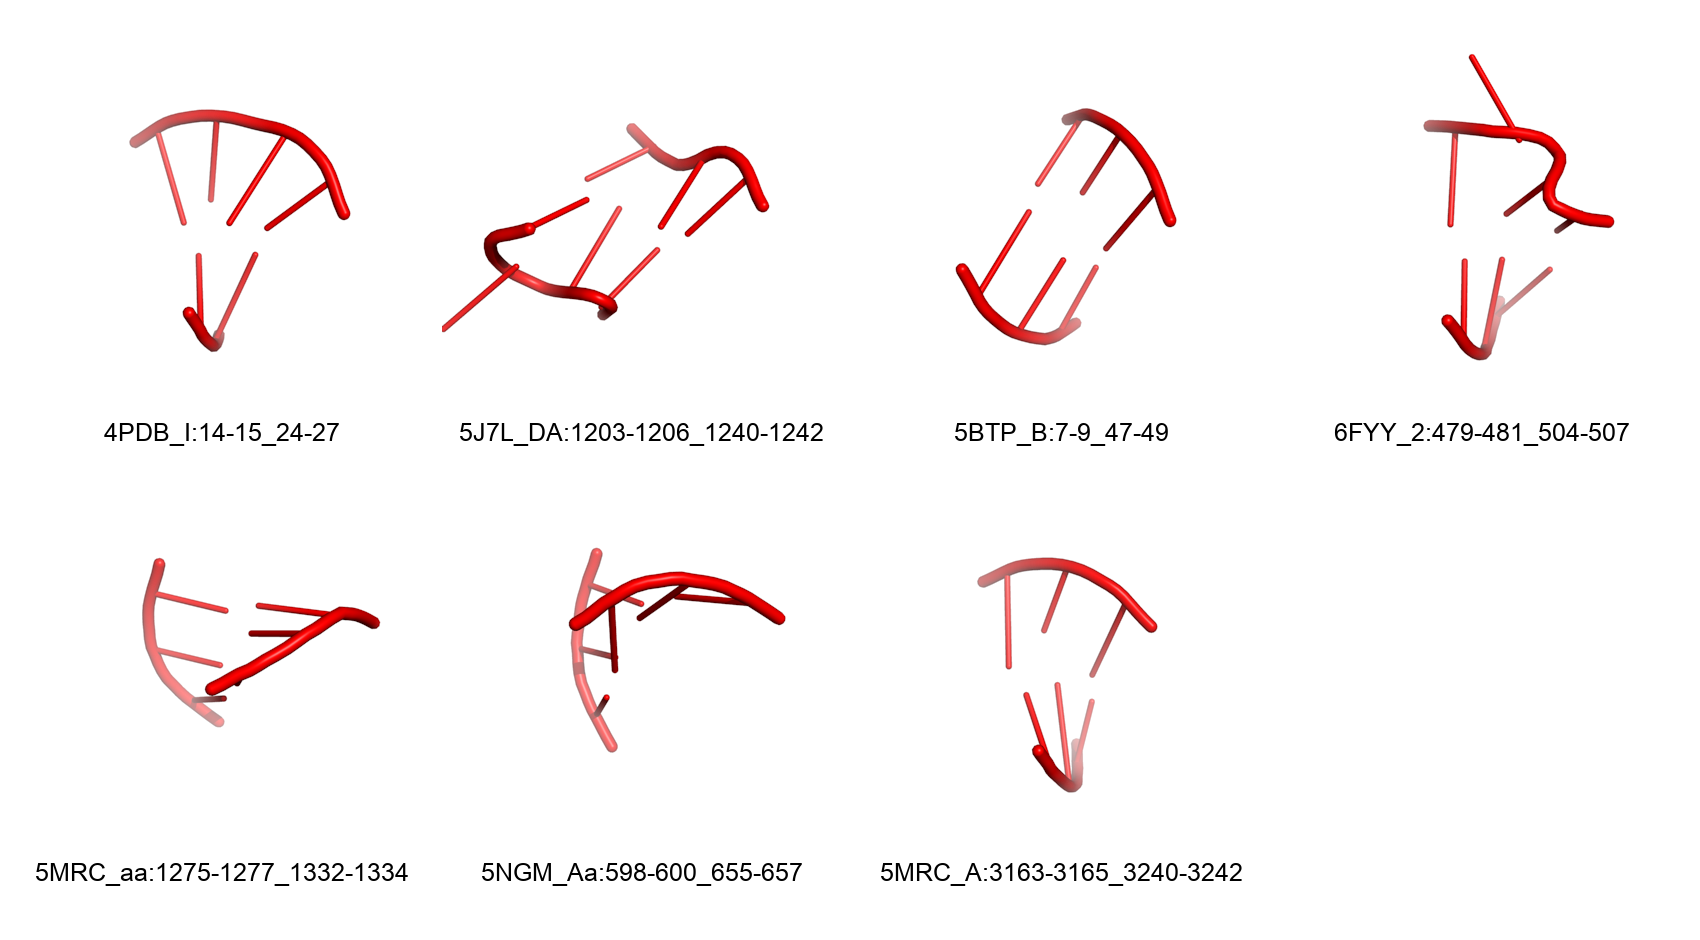 4PDB_I:14-15_24-27
5J7L_DA:1203-1206_1240-1242
5BTP_B:7-9_47-49
6FYY_2:479-481_504-507
5MRC_aa:1275-1277_1332-1334
5NGM_Aa:598-600_655-657
5MRC_A:3163-3165_3240-3242